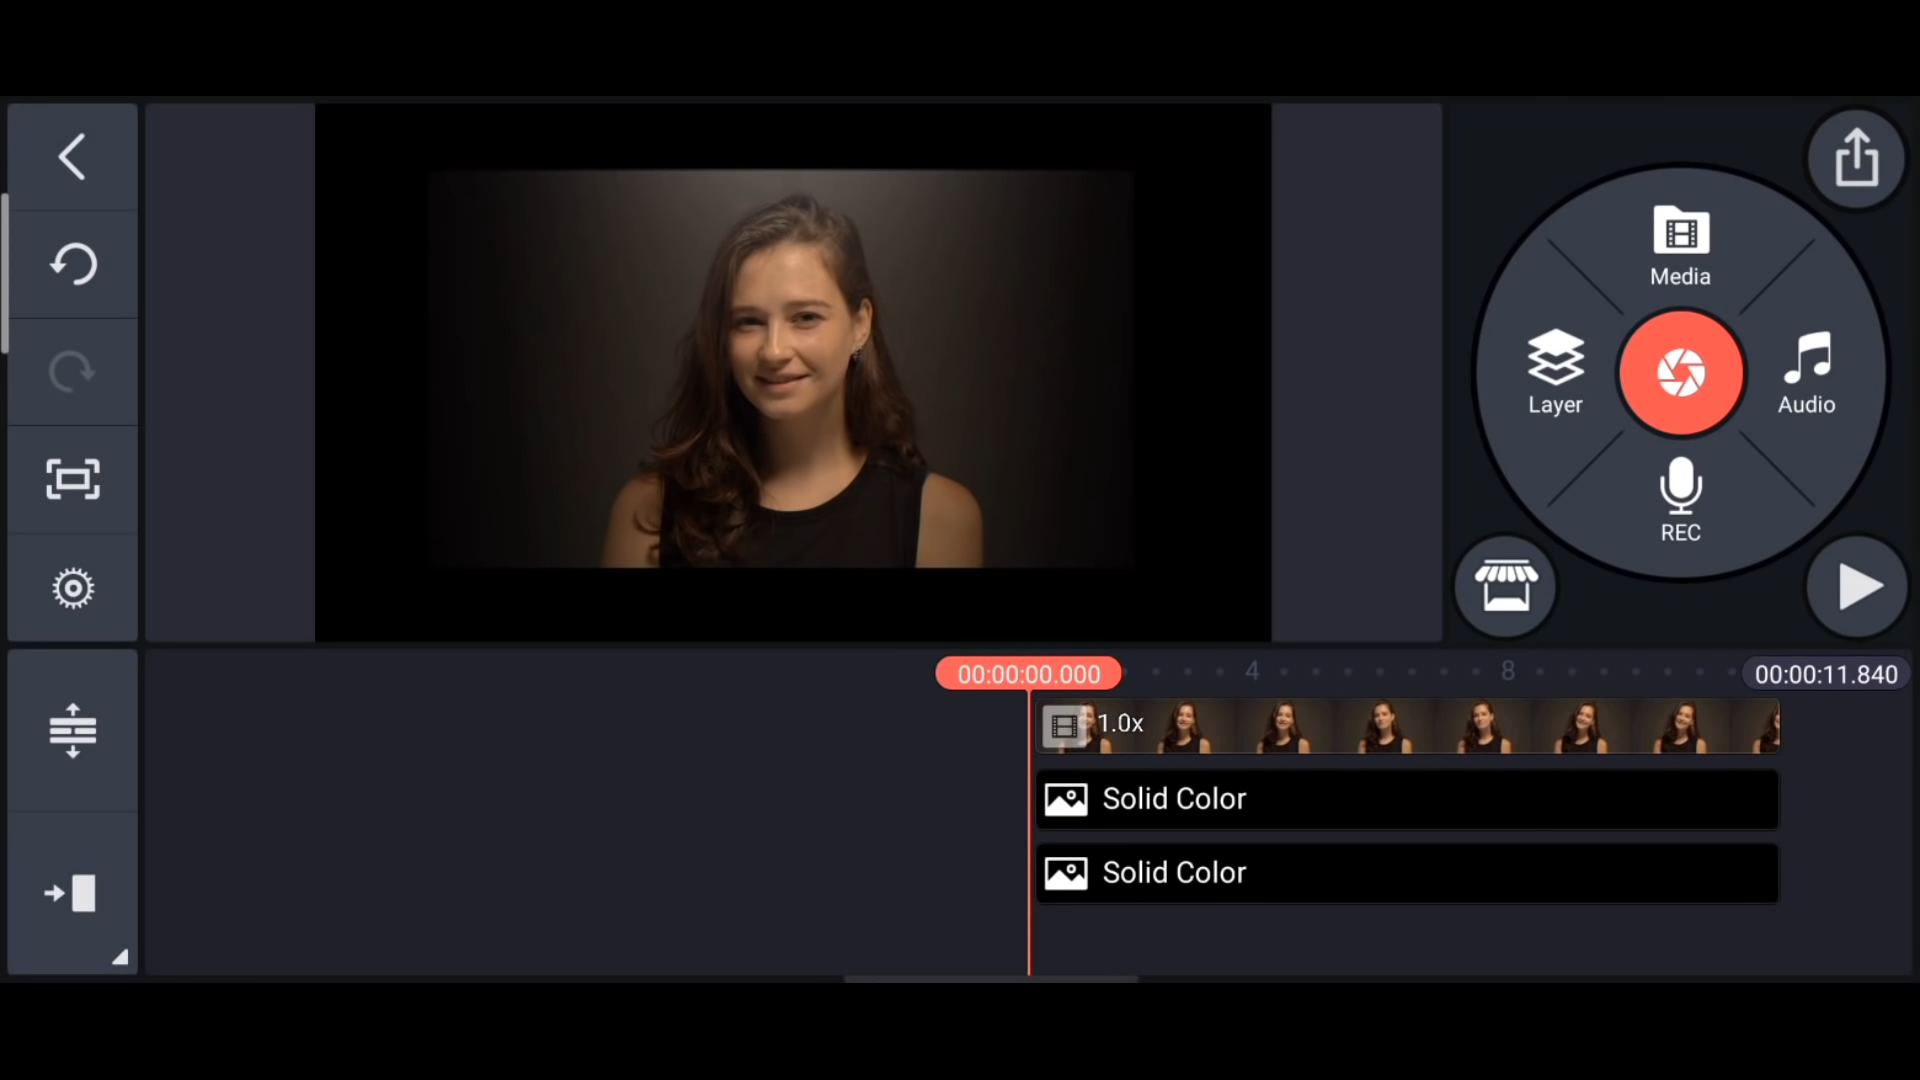 Media
Layer
Audio
REC
00:00:00.000
4
8
00:00:11.840
1.0x
Solid Color
Solid Color